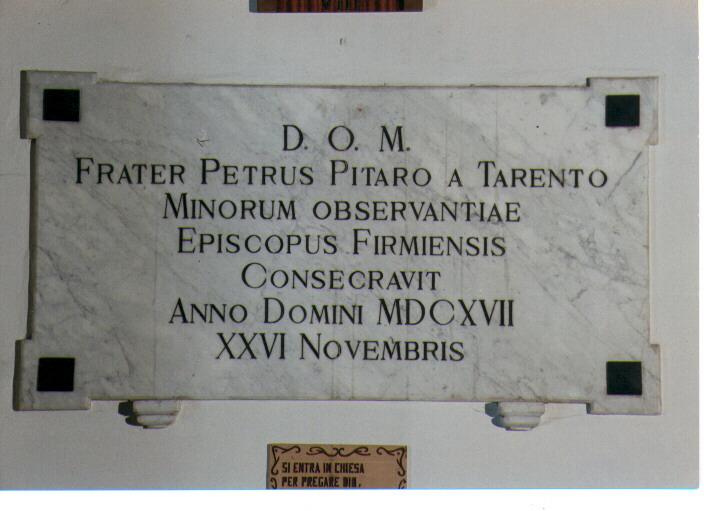 D. O. M.
FRATER PETRUS PITARO A TARENTO
MINORUM OBSERVANTIAE
EPISCOPUS FIRMIENSIS
CONSECRAVIT
ANNO DOMINI MDCXVII
XXVI NOVEMBRIS
SI ENTRA IN CHIESA
PER PREGARE DIO.